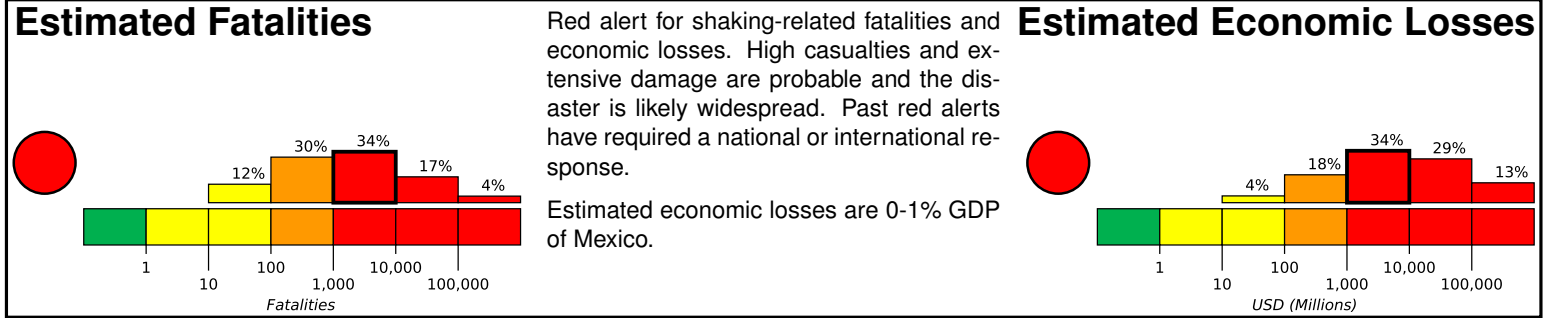 Estimated Fatalities
12%
30%
34%
17%
4%
1
10
100
1,000
10,000
100,000
Fatalities
Red alert for shaking-related fatalities and
economic losses. High casualties and ex-
tensive damage are probable and the dis-
aster is likely widespread. Past red alerts
have required a national or international re-
sponse.
Estimated economic losses are 0-1% GDP
of Mexico.
Estimated Economic Losses
4%
18%
34%
29%
13%
1
10
100
1,000
10,000
100,000
USD (Millions)